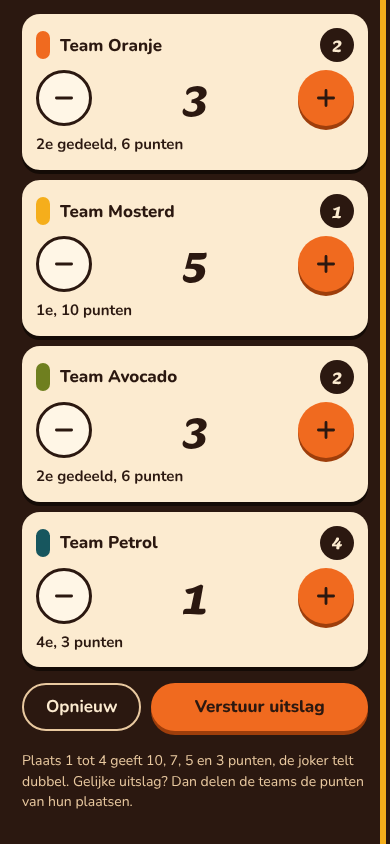 Team Oranje
2
−
3
+
2e gedeeld, 6 punten
Team Mosterd
1
−
5
+
1e, 10 punten
Team Avocado
2
−
3
+
2e gedeeld, 6 punten
Team Petrol
4
−
1
+
4e, 3 punten
Opnieuw
Verstuur uitslag
Plaats 1 tot 4 geeft 10, 7, 5 en 3 punten, de joker telt
dubbel. Gelijke uitslag? Dan delen de teams de punten
van hun plaatsen.